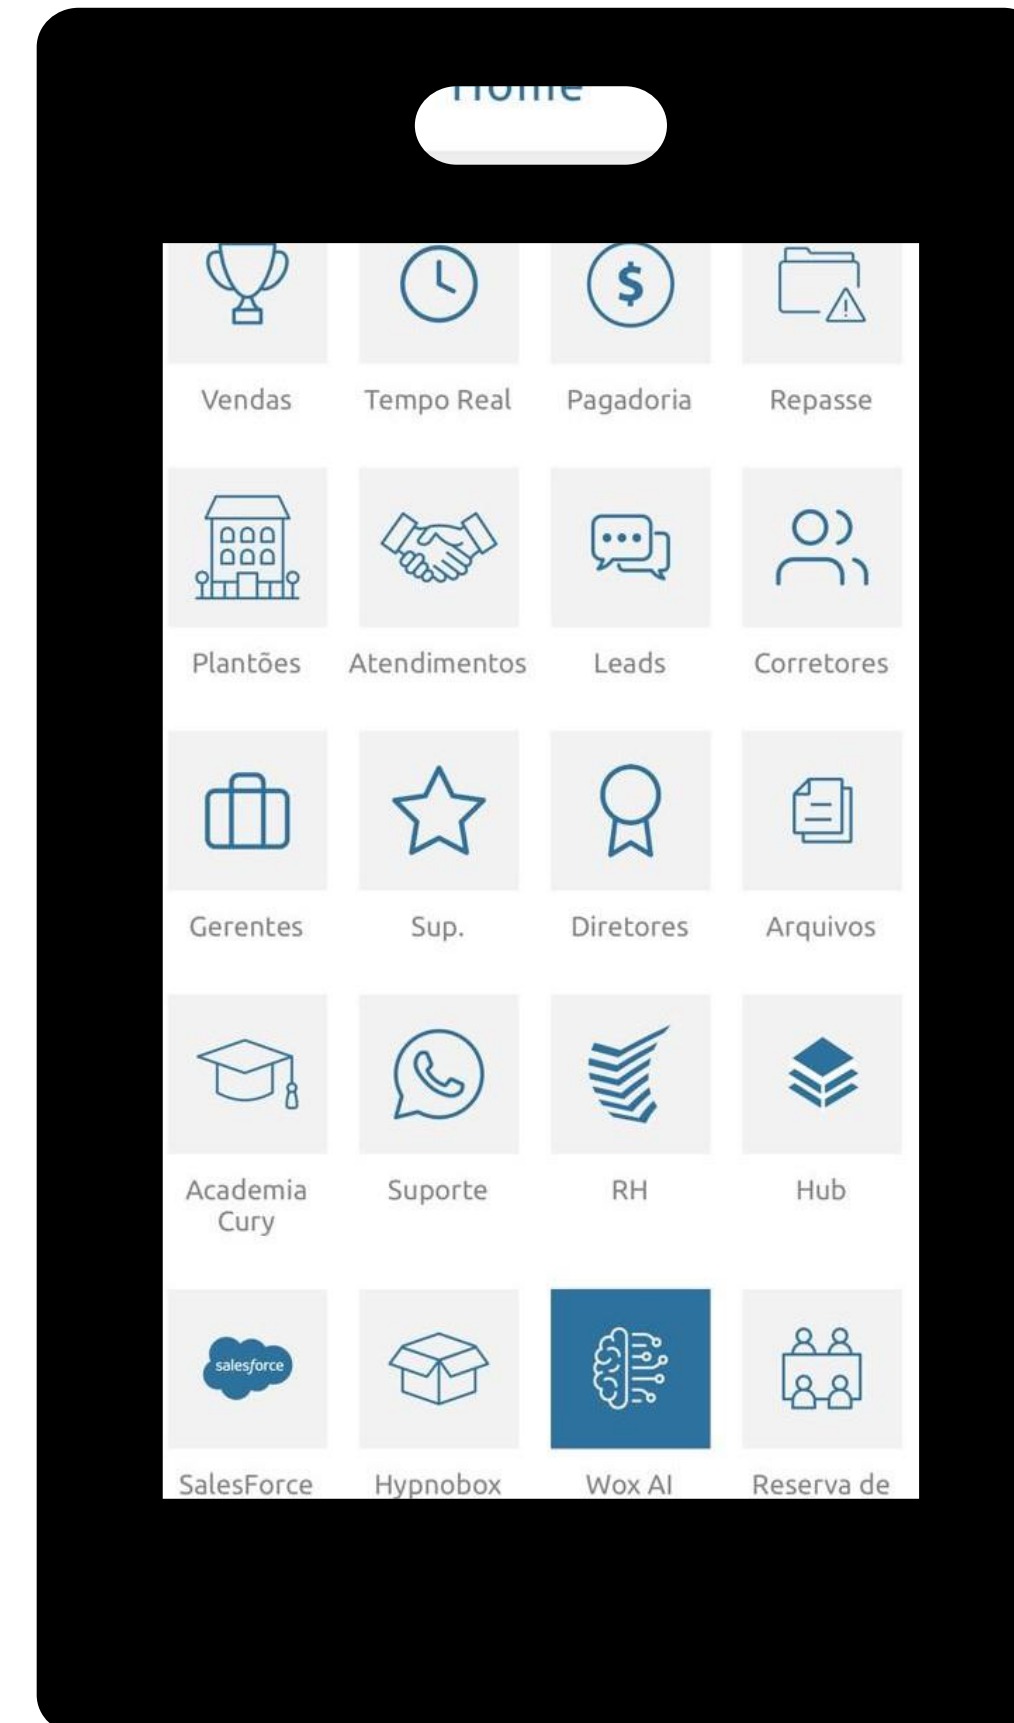 Home
Vendas Tempo Real Pagadoria Repasse
Plantões Atendimentos Leads Corretores
Gerentes Sup. Diretores Arquivos
Academia Cury Suporte RH Hub
salesforce
SalesForce Hypnobox Wox AI Reserva de